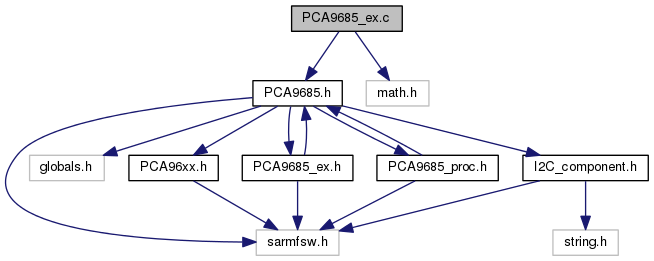 PCA9685_ex.c
PCA9685.h
math.h
globals.h
PCA96xx.h
PCA9685_ex.h
PCA9685_proc.h
I2C_component.h
sarmfsw.h
string.h